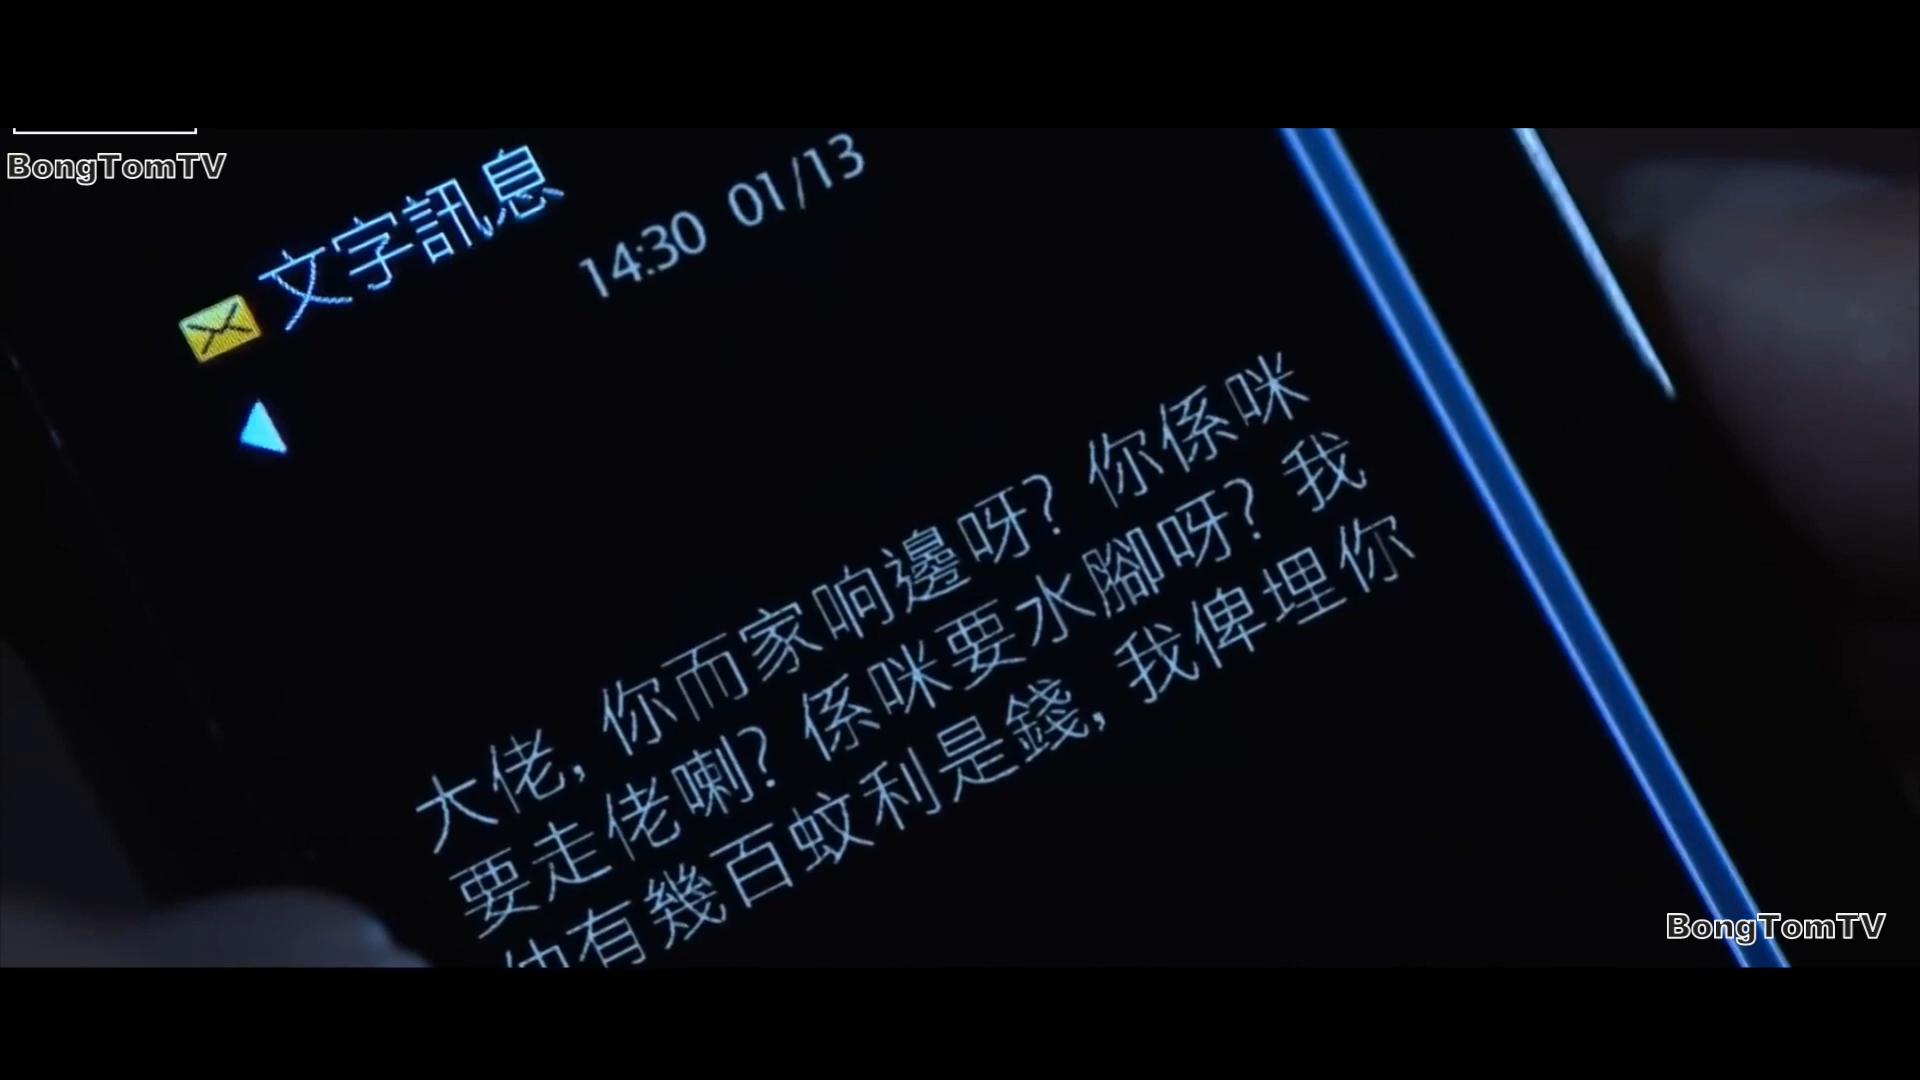 BongTomTV
文字訊息
14:30 01/13
大佬, 你而家响邊呀? 你係咪
要走佬喇? 係咪要水腳呀? 我
仲有幾百蚊利是錢, 我俾埋你
BongTomTV